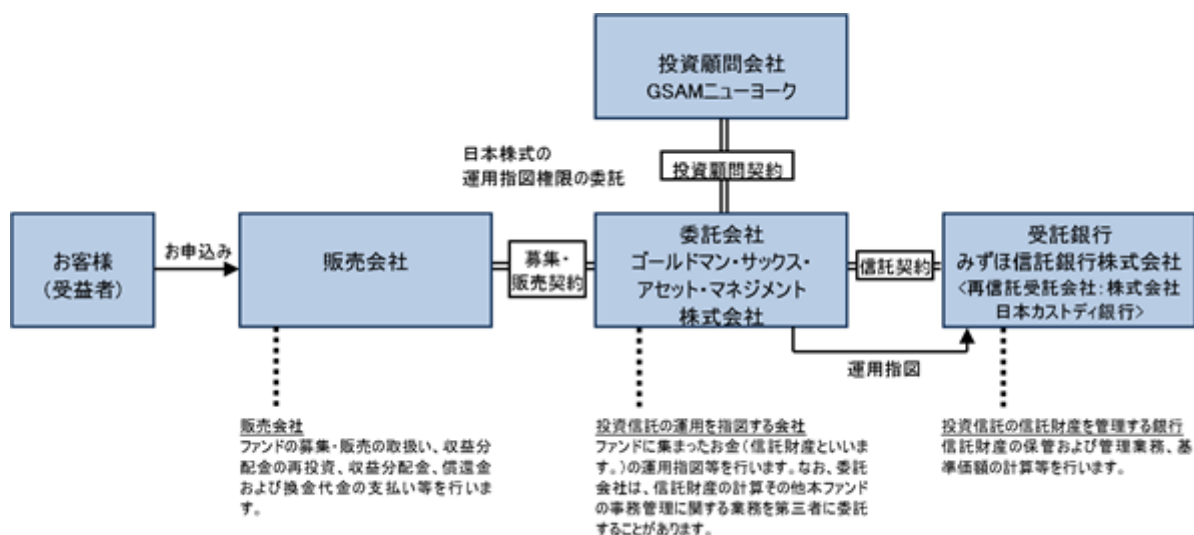 投資顧問会社
GSAMニューヨーク
日本株式の
運用指図権限の委託
投資顧問契約
お客様
(受益者)
お申込み
販売会社
募集・
販売契約
委託会社
ゴールドマン・サックス・
アセット・マネジメント
株式会社
信託契約
受託銀行
みずほ信託銀行株式会社
<再信託受託会社:株式会社
日本カストディ銀行>
運用指図
販売会社
ファンドの募集・販売の取扱い、収益分
配金の再投資、収益分配金、償還金
および換金代金の支払い等を行いま
す。
投資信託の運用を指図する会社
ファンドに集まったお金(信託財産といいま
す。)の運用指図等を行います。なお、委託
会社は、信託財産の計算その他本ファンド
の事務管理に関する業務を第三者に委託
することがあります。
投資信託の信託財産を管理する銀行
信託財産の保管および管理業務、基
準価額の計算等を行います。